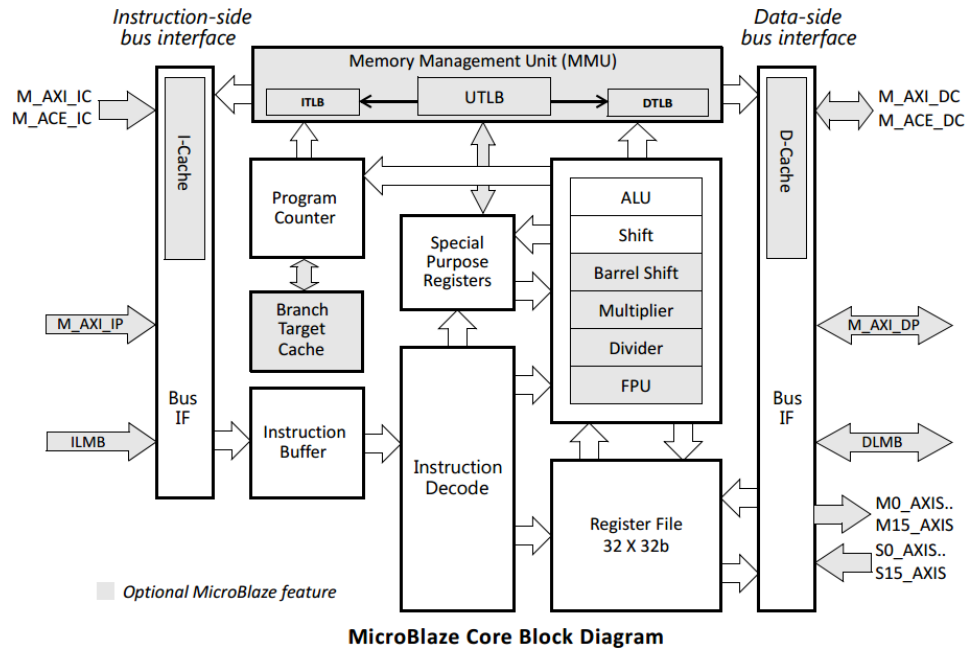 Instruction-side
bus interface
Data-side
bus interface
Memory Management Unit (MMU)
ITLB
UTLB
DTLB
M_AXI_IC
M_ACE_IC
I-Cache
M_AXI_DC
M_ACE_DC
D-Cache
Program
Counter
Special
Purpose
Registers
ALU
Shift
Barrel Shift
Multiplier
Divider
FPU
Branch
Target
Cache
M_AXI_IP
M_AXI_DP
Bus
IF
Bus
IF
ILMB
Instruction
Buffer
Instruction
Decode
DLMB
Register File
32 X 32b
M0_AXIS..
M15_AXIS
S0_AXIS..
S15_AXIS
Optional MicroBlaze feature
MicroBlaze Core Block Diagram